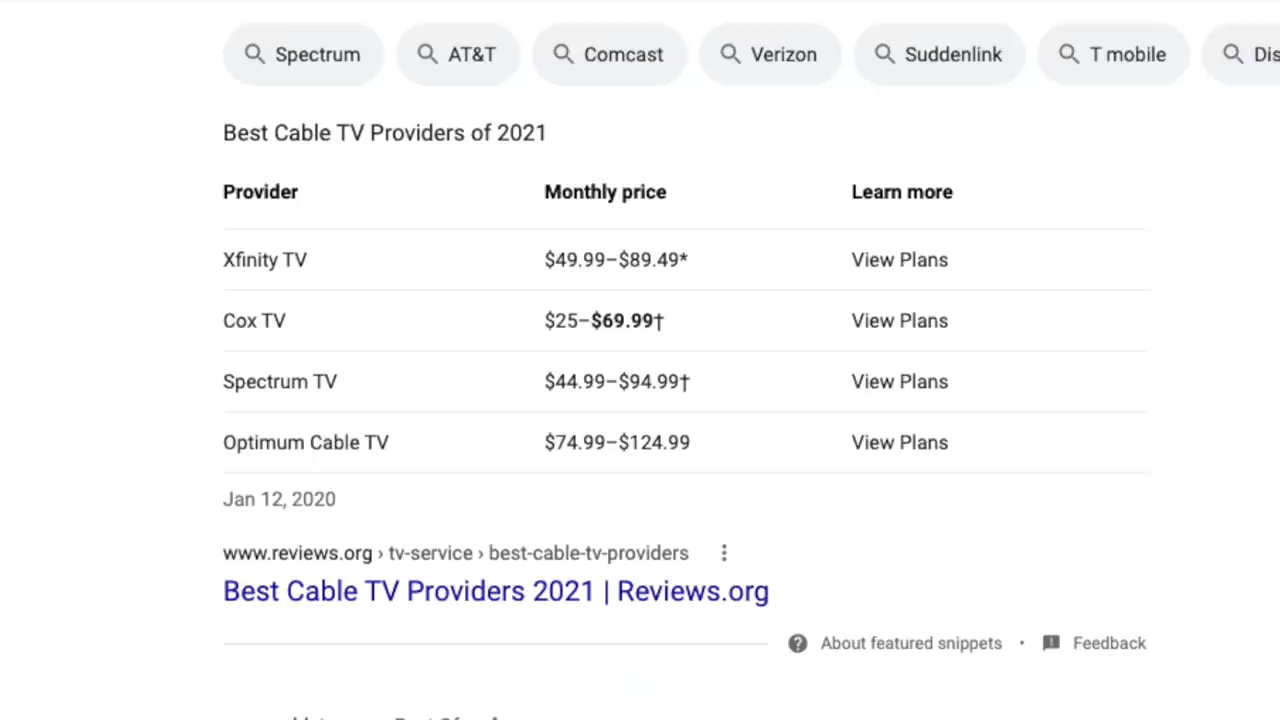 Spectrum AT&T Comcast Verizon Suddenlink T mobile
Best Cable TV Providers of 2021
Provider Monthly price Learn more
Xfinity TV $49.99–$89.49* View Plans
Cox TV $25–$69.99† View Plans
Spectrum TV $44.99–$94.99† View Plans
Optimum Cable TV $74.99–$124.99 View Plans
Jan 12, 2020
www.reviews.org › tv-service › best-cable-tv-providers
Best Cable TV Providers 2021 | Reviews.org
About featured snippets • Feedback